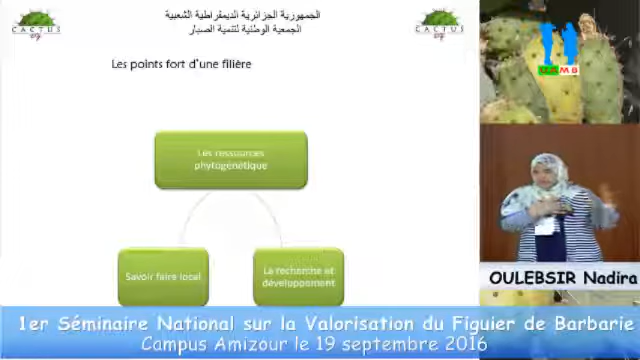 الجمهورية الجزائرية الديمقراطية الشعبية
الجمعية الوطنية لتنمية الصبار
CACTUS
CACTUS
Les points fort d'une filière
Les ressources
phytogénétique
Savoir faire local
La recherche et
développement
OULEBSIR Nadira
1er Séminaire National sur la Valorisation du Figuier de Barbarie
Campus Amizour le 19 septembre 2016